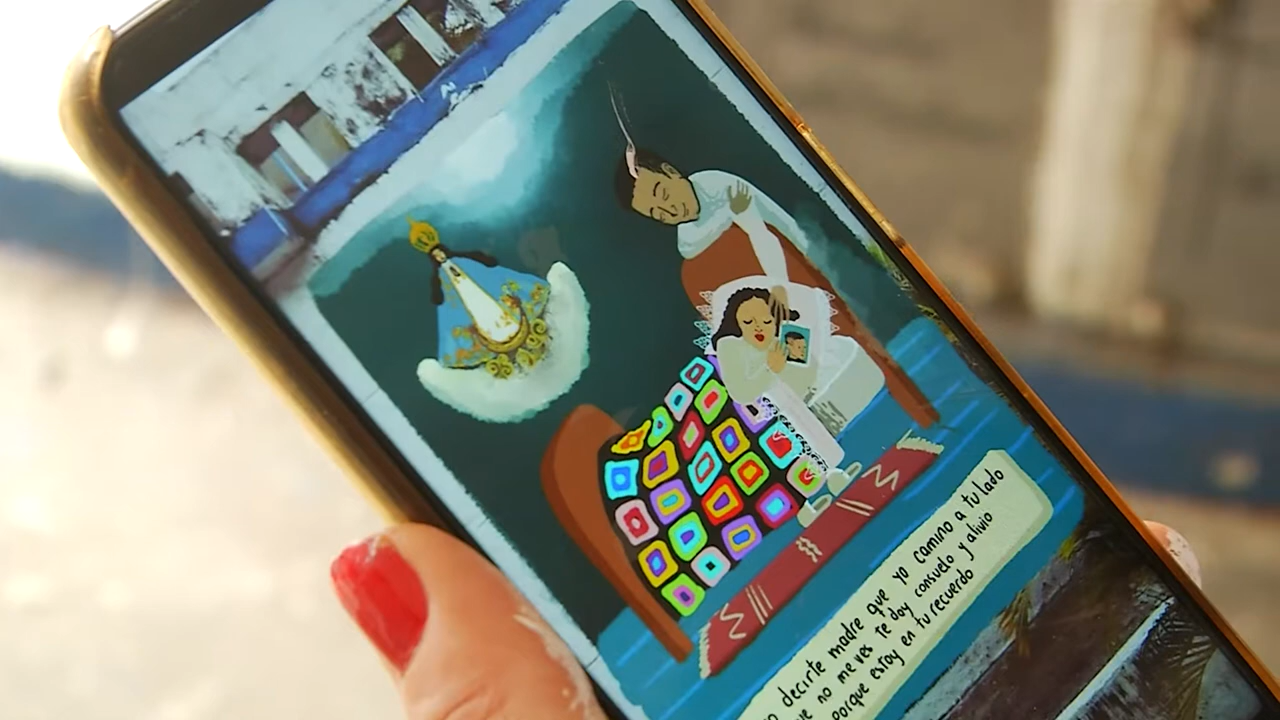 decirte madre que yo camino a tu lado
que no me ves te doy consuelo y alivio
porque estoy en tu recuerdo